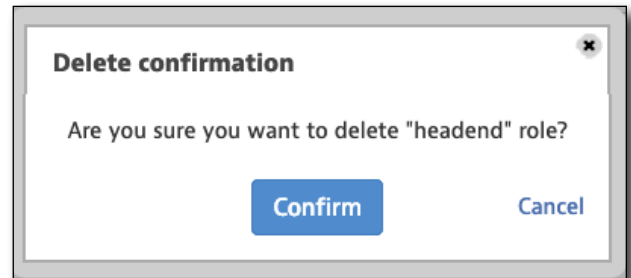 Delete confirmation
Are you sure you want to delete "headend" role?
Confirm
Cancel